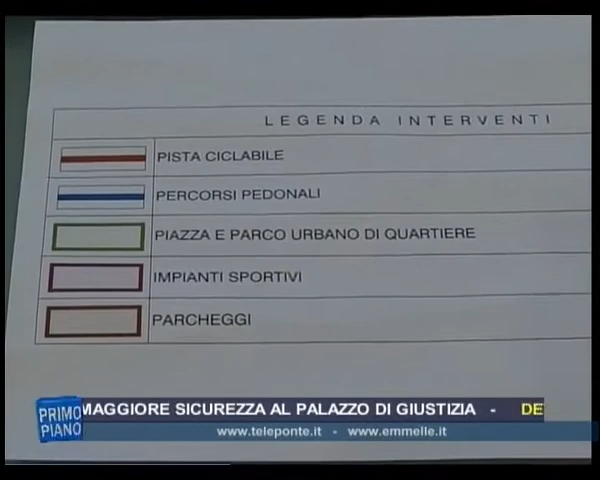 LEGENDA INTERVENTI
PISTA CICLABILE
PERCORSI PEDONALI
PIAZZA E PARCO URBANO DI QUARTIERE
IMPIANTI SPORTIVI
PARCHEGGI
PRIMO PIANO
MAGGIORE SICUREZZA AL PALAZZO DI GIUSTIZIA - DE
www.teleponte.it - www.emmelle.it